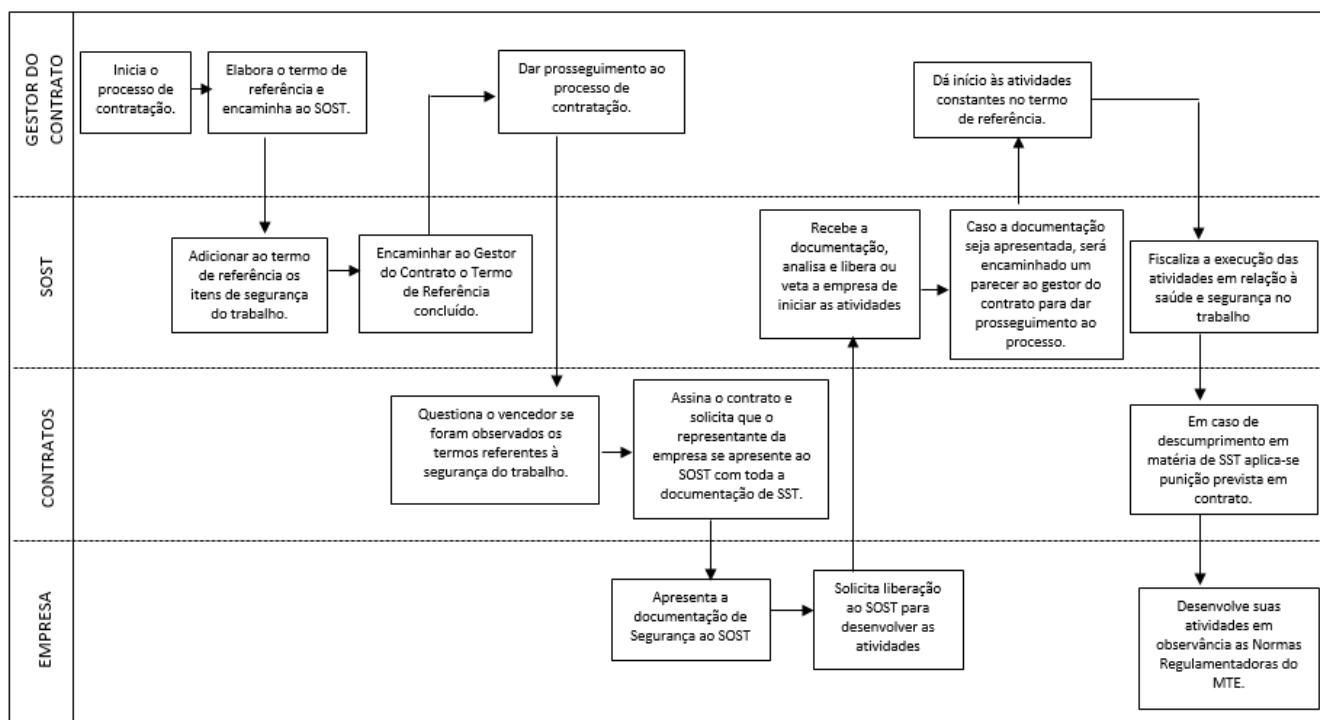 GESTOR DO
CONTRATO
Inicia o
processo de
contratação.
Elabora o termo de
referência e
encaminha ao SOST.
Dar prosseguimento ao
processo de
contratação.
Dá início às atividades
constantes no termo
de referência.
SOST
Adicionar ao termo
de referência os
itens de segurança
do trabalho.
Encaminhar ao Gestor
do Contrato o Termo
de Referência
concluído.
Recebe a
documentação,
analisa e libera ou
veta a empresa de
iniciar as atividades
Caso a documentação
seja apresentada, será
encaminhado um
parecer ao gestor do
contrato para dar
prosseguimento ao
processo.
Fiscaliza a execução das
atividades em relação à
saúde e segurança no
trabalho
CONTRATOS
Questiona o vencedor se
foram observados os
termos referentes à
segurança do trabalho.
Assina o contrato e
solicita que o
representante da
empresa se apresente ao
SOST com toda a
documentação de SST.
Em caso de
descumprimento em
matéria de SST aplica-se
punição prevista em
contrato.
EMPRESA
Apresenta a
documentação de
Segurança ao SOST
Solicita liberação
ao SOST para
desenvolver as
atividades
Desenvolve suas
atividades em
observância as Normas
Regulamentadoras do
MTE.